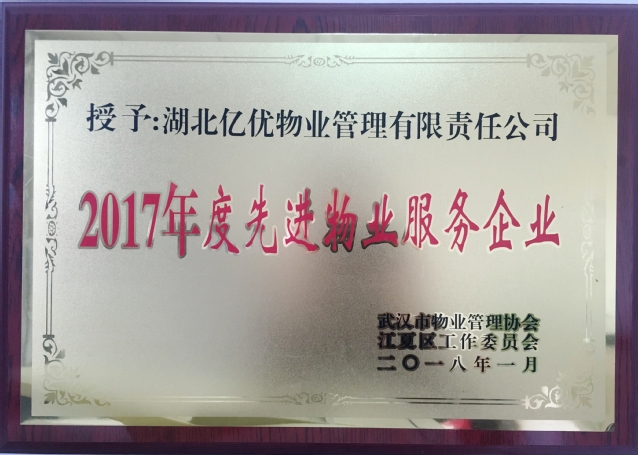 授予:湖北亿优物业管理有限责任公司
2017年度先进物业服务企业
武汉市物业管理协会
江夏区工作委员会
二〇一八年一月